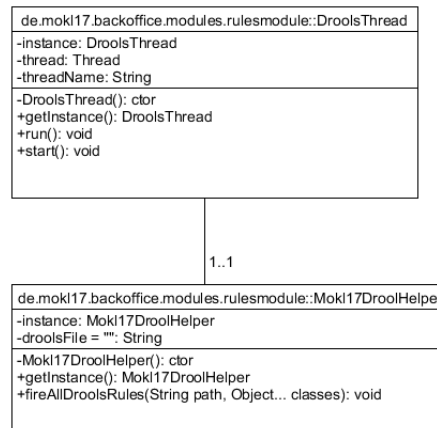 de.mokl17.backoffice.modules.rulesmodule::DroolsThread
-instance: DroolsThread
-thread: Thread
-threadName: String
-DroolsThread(): ctor
+getInstance(): DroolsThread
+run(): void
+start(): void
1..1
de.mokl17.backoffice.modules.rulesmodule::Mokl17DroolHelper
-instance: Mokl17DroolHelper
-droolsFile = "": String
-Mokl17DroolHelper(): ctor
+getInstance(): Mokl17DroolHelper
+fireAllDroolsRules(String path, Object... classes): void